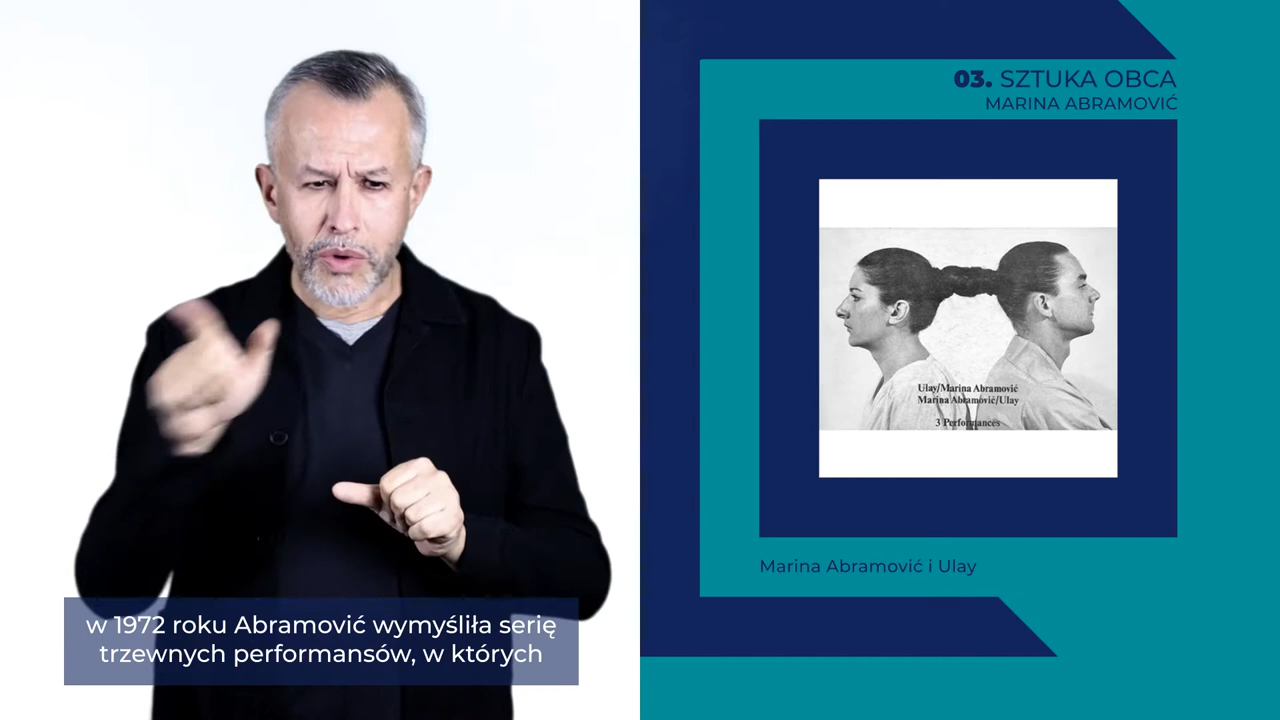 03. SZTUKA OBCA
MARINA ABRAMOVIĆ
Ulay/Marina Abramović
Marina Abramović/Ulay
3 Performances
Marina Abramović i Ulay
w 1972 roku Abramović wymyśliła serię
trzewnych performansów, w których